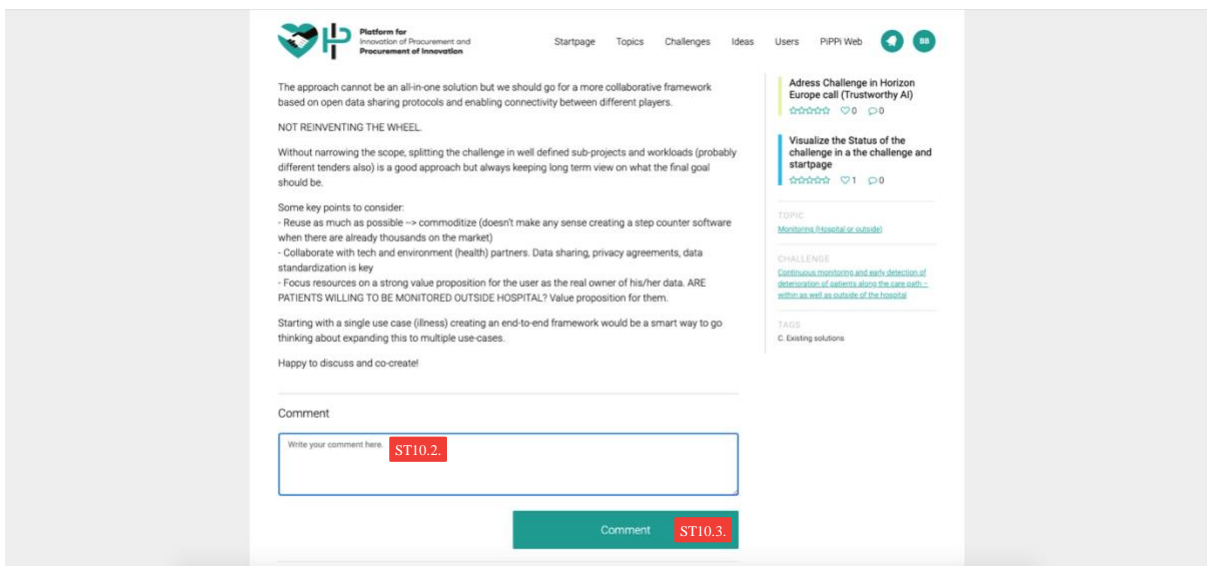 Platform for
Innovation of Procurement and
Procurement of Innovation
Startpage Topics Challenges Ideas Users PiPPi Web BB
The approach cannot be an all-in-one solution but we should go for a more collaborative framework
based on open data sharing protocols and enabling connectivity between different players.
NOT REINVENTING THE WHEEL.
Without narrowing the scope, splitting the challenge in well defined sub-projects and workloads (probably
different tenders also) is a good approach but always keeping long term view on what the final goal
should be.
Some key points to consider:
- Reuse as much as possible --> commoditize (doesn't make any sense creating a step counter software
when there are already thousands on the market)
- Collaborate with tech and environment (health) partners. Data sharing, privacy agreements, data
standardization is key
- Focus resources on a strong value proposition for the user as the real owner of his/her data. ARE
PATIENTS WILLING TO BE MONITORED OUTSIDE HOSPITAL? Value proposition for them.
Starting with a single use case (illness) creating an end-to-end framework would be a smart way to go
thinking about expanding this to multiple use-cases.
Happy to discuss and co-create!
Comment
Write your comment here. ST10.2.
Comment ST10.3.
Adress Challenge in Horizon
Europe call (Trustworthy AI)
0 0
Visualize the Status of the
challenge in a the challenge and
startpage
1 0
TOPIC
Monitoring (Hospital or outside)
CHALLENGE
Continuous monitoring and early detection of
deterioration of patients along the care path –
within as well as outside of the hospital
TAGS
C. Existing solutions